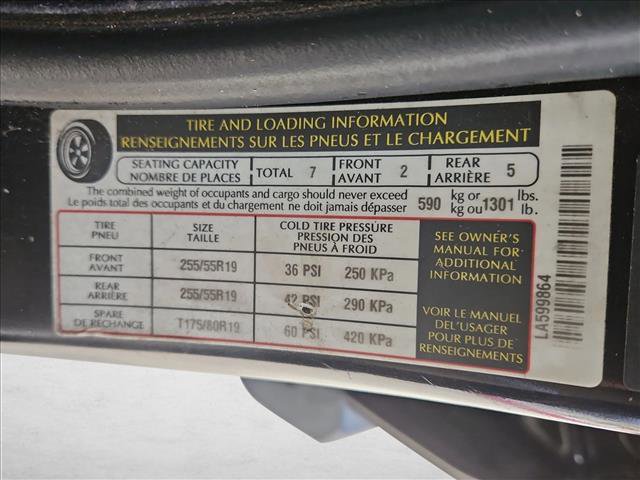 TIRE AND LOADING INFORMATION
RENSEIGNEMENTS SUR LES PNEUS ET LE CHARGEMENT
SEATING CAPACITY
NOMBRE DE PLACES
TOTAL 7
FRONT
AVANT 2
REAR
ARRIÈRE 5
The combined weight of occupants and cargo should never exceed 590 kg or 1301 lbs.
Le poids total des occupants et du chargement ne doit jamais dépasser kg ou lb.
TIRE
PNEU
SIZE
TAILLE
COLD TIRE PRESSURE
PRESSION DES
PNEUS À FROID
FRONT
AVANT
255/55R19
36 PSI 250 KPa
REAR
ARRIÈRE
255/55R19
42 PSI 290 KPa
SPARE
DE RECHANGE
T175/80R19
60 PSI 420 KPa
SEE OWNER'S
MANUAL FOR
ADDITIONAL
INFORMATION
VOIR LE MANUEL
DEL'USAGER
POUR PLUS DE
RENSEIGNEMENTS
LA599864